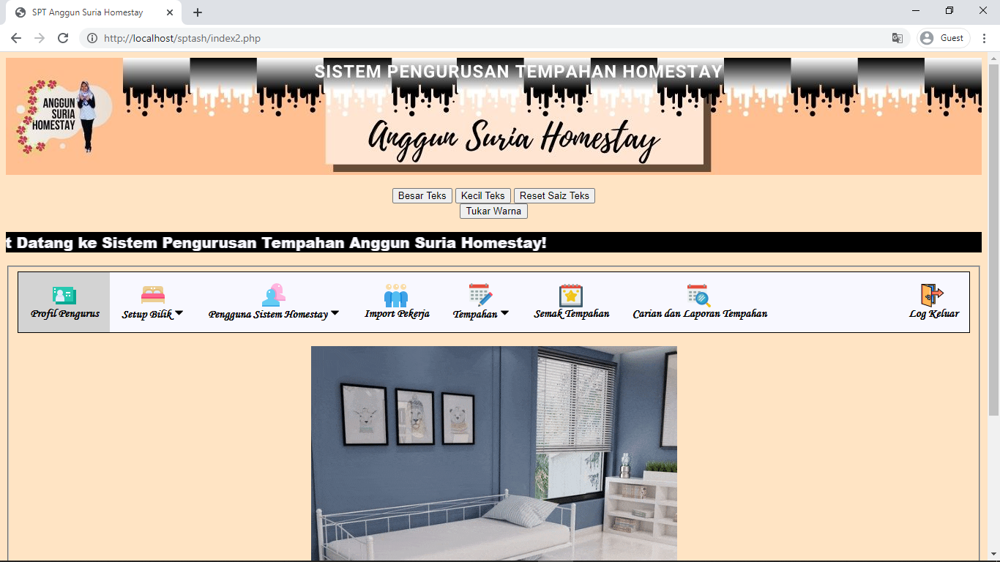 SPT Anggun Suria Homestay
http://localhost/sptash/index2.php
Guest
ANGGUN
SURIA
HOMESTAY
SISTEM PENGURUSAN TEMPAHAN HOMESTAY
Anggun Suria Homestay
Besar Teks Kecil Teks Reset Saiz Teks
Tukar Warna
t Datang ke Sistem Pengurusan Tempahan Anggun Suria Homestay!
Profil Pengurus Setup Bilik Pengguna Sistem Homestay Import Pekerja Tempahan Semak Tempahan Carian dan Laporan Tempahan Log Keluar